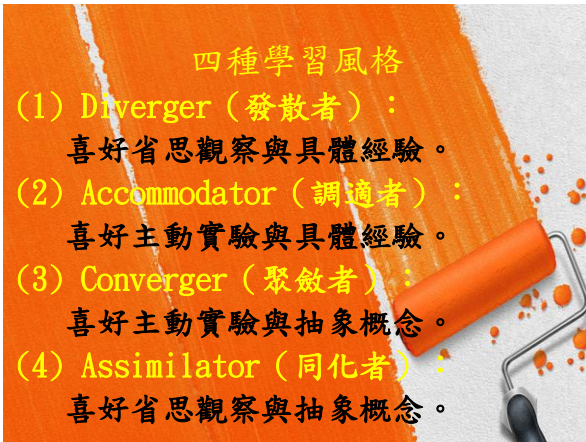 四種學習風格
(1) Diverger（發散者）：
喜好省思觀察與具體經驗。
(2) Accommodator（調適者）：
喜好主動實驗與具體經驗。
(3) Converger（聚斂者）：
喜好主動實驗與抽象概念。
(4) Assimilator（同化者）：
喜好省思觀察與抽象概念。